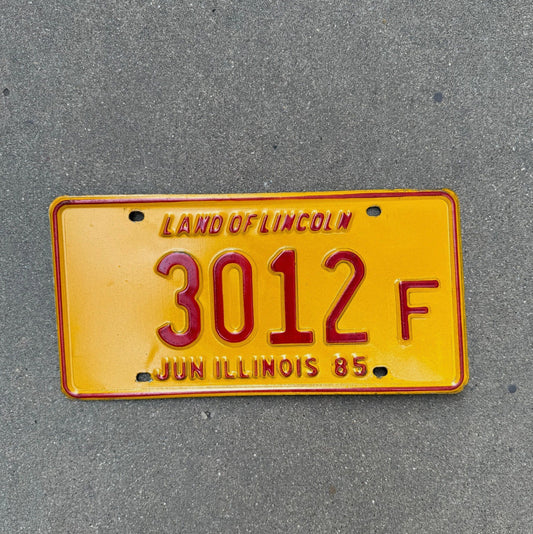 LAND OF LINCOLN
3012 F
JUN ILLINOIS 85